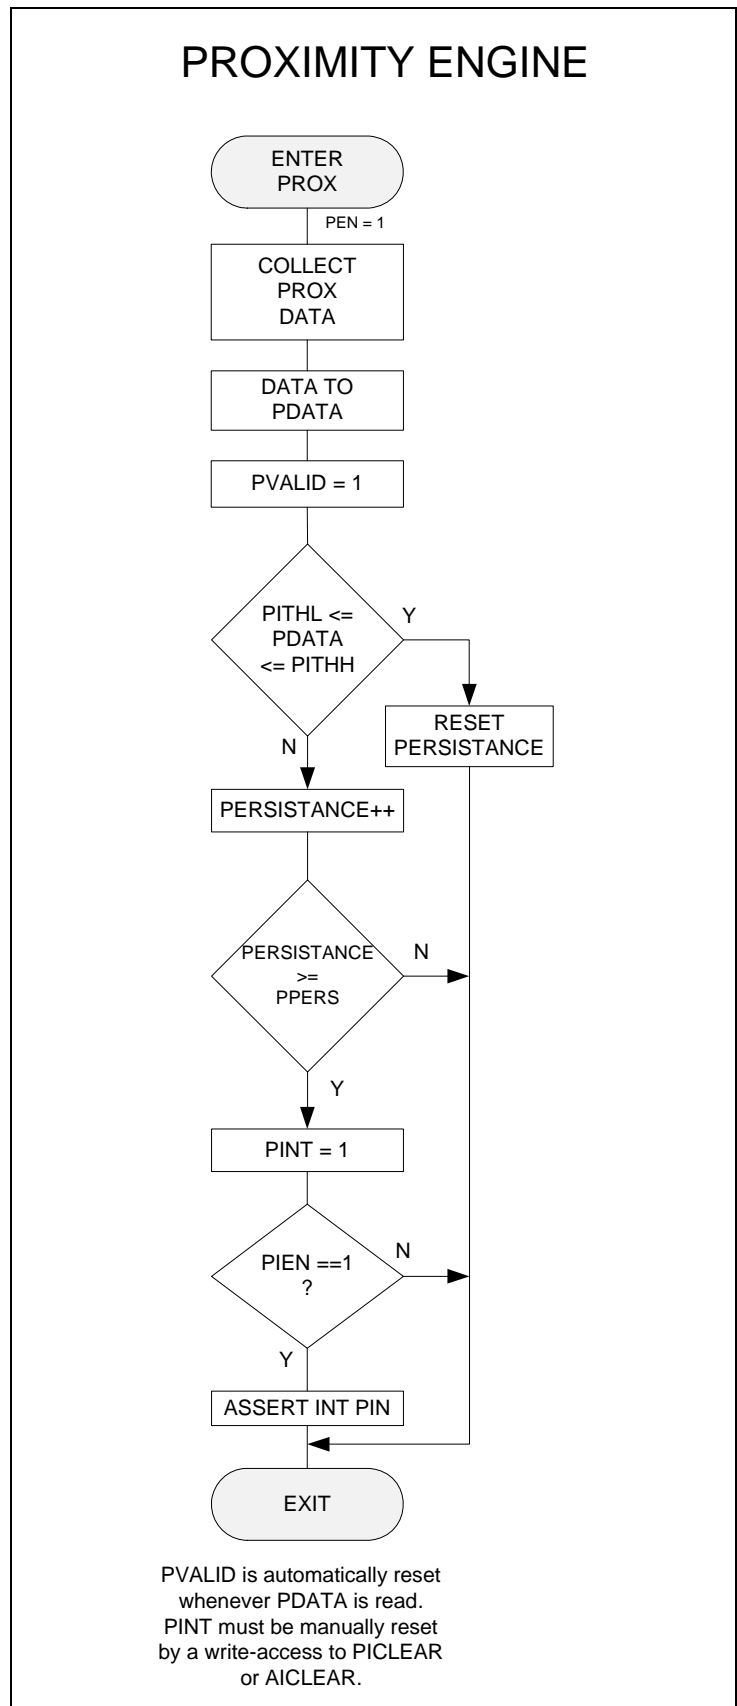 PROXIMITY ENGINE
ENTER
PROX
PEN = 1
COLLECT
PROX
DATA
DATA TO
PDATA
PVALID = 1
PITHL <=
PDATA
<= PITHH
Y
RESET
PERSISTANCE
N
PERSISTANCE++
PERSISTANCE
>=
PPERS
N
Y
PINT = 1
PIEN ==1
?
N
Y
ASSERT INT PIN
EXIT
PVALID is automatically reset
whenever PDATA is read.
PINT must be manually reset
by a write-access to PICLEAR
or AICLEAR.